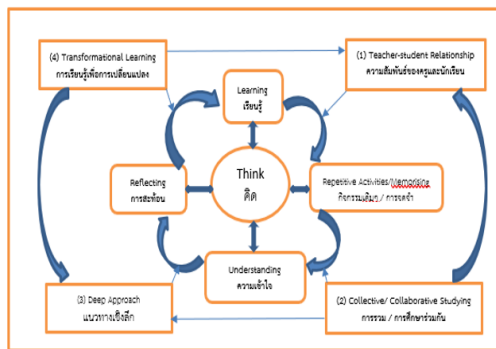 (4) Transformational Learning
การเรียนรู้เพื่อการเปลี่ยนแปลง
(1) Teacher-student Relationship
ความสัมพันธ์ของครูและนักเรียน
Learning
เรียนรู้
Reflecting
การสะท้อน
Think
คิด
Repetitive Activities/Memorising
กิจกรรมเดิมๆ / การจดจำ
Understanding
ความเข้าใจ
(3) Deep Approach
แนวทางเชิงลึก
(2) Collective/ Collaborative Studying
การรวม / การศึกษาร่วมกัน